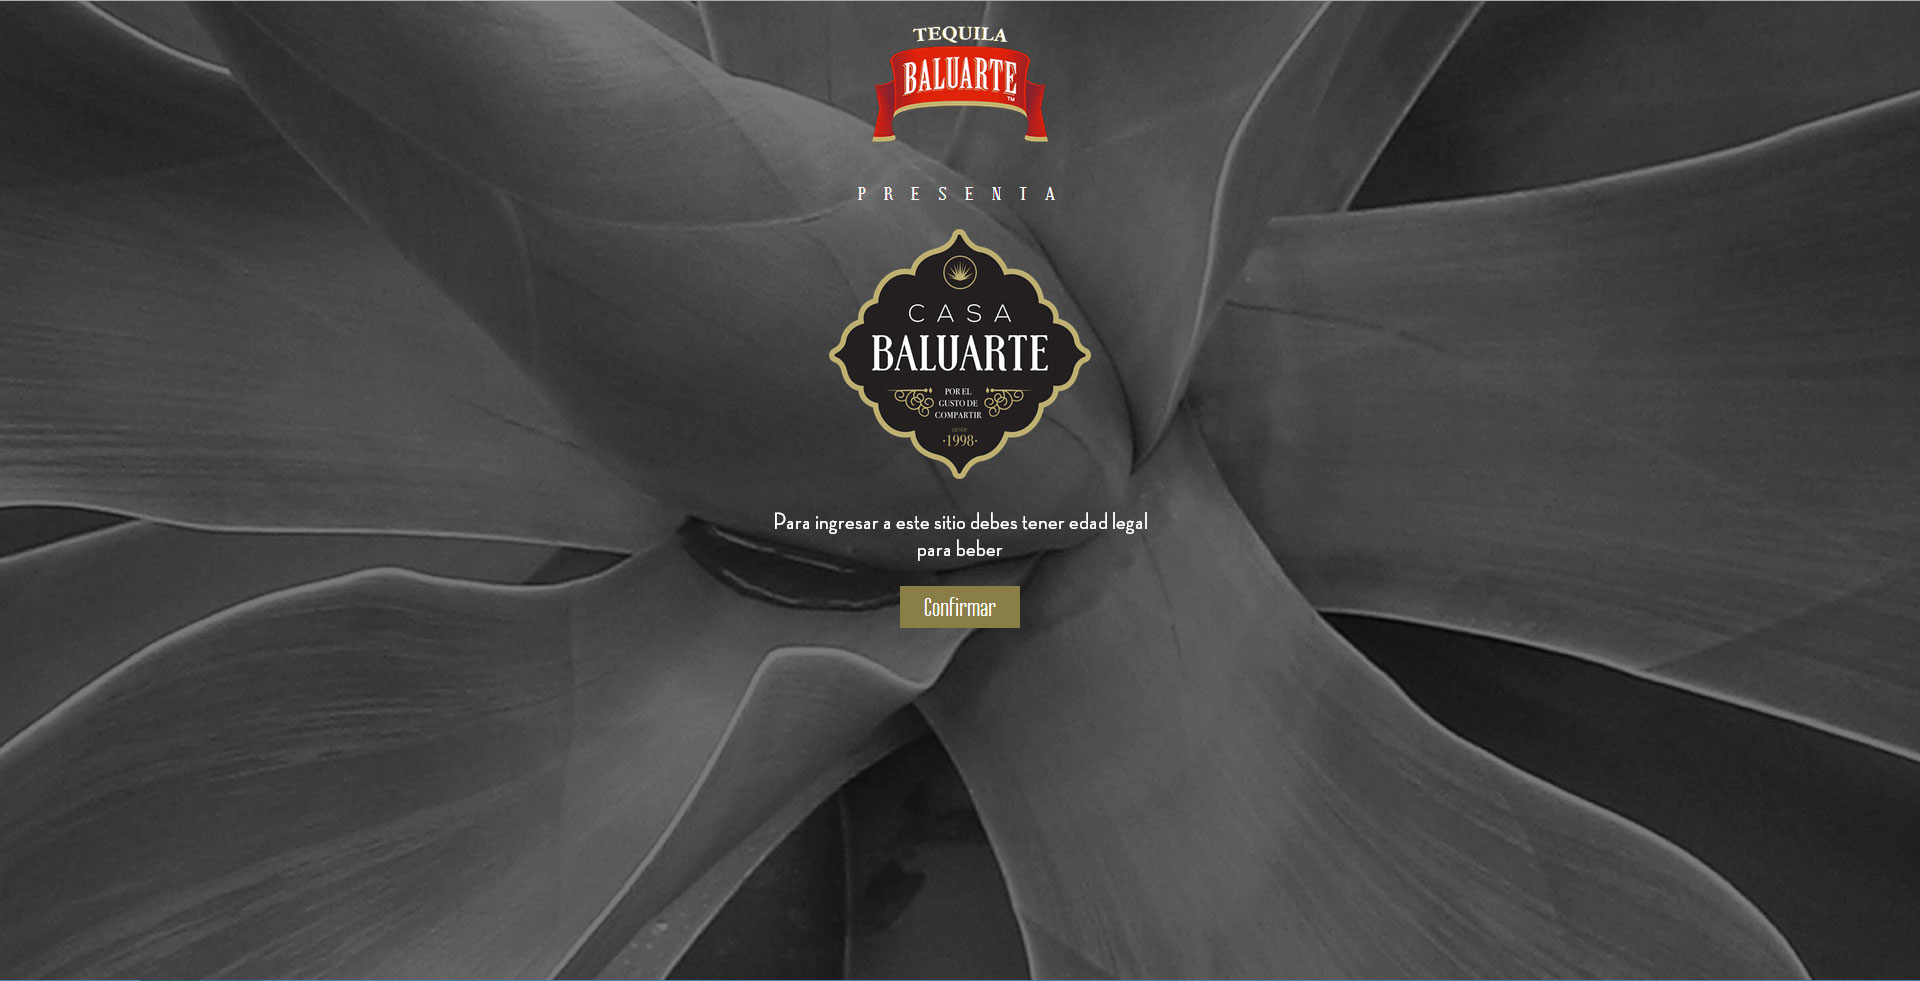 TEQUILA
BALUARTE
TM
PRESENTA
CASA
BALUARTE
POR EL
GUSTO DE
COMPARTIR
DESDE
·1998·
Para ingresar a este sitio debes tener edad legal
para beber
Confirmar